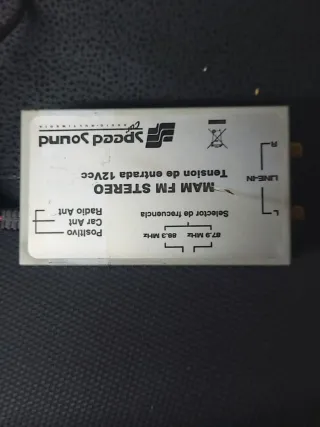 87.9 MHz 88.3 MHz
Selector de frecuencia
Positivo
Car Ant
Radio Ant
L
LINE-IN
R
MAM FM STEREO
Tension de entrada 12Vcc
Speed Sound